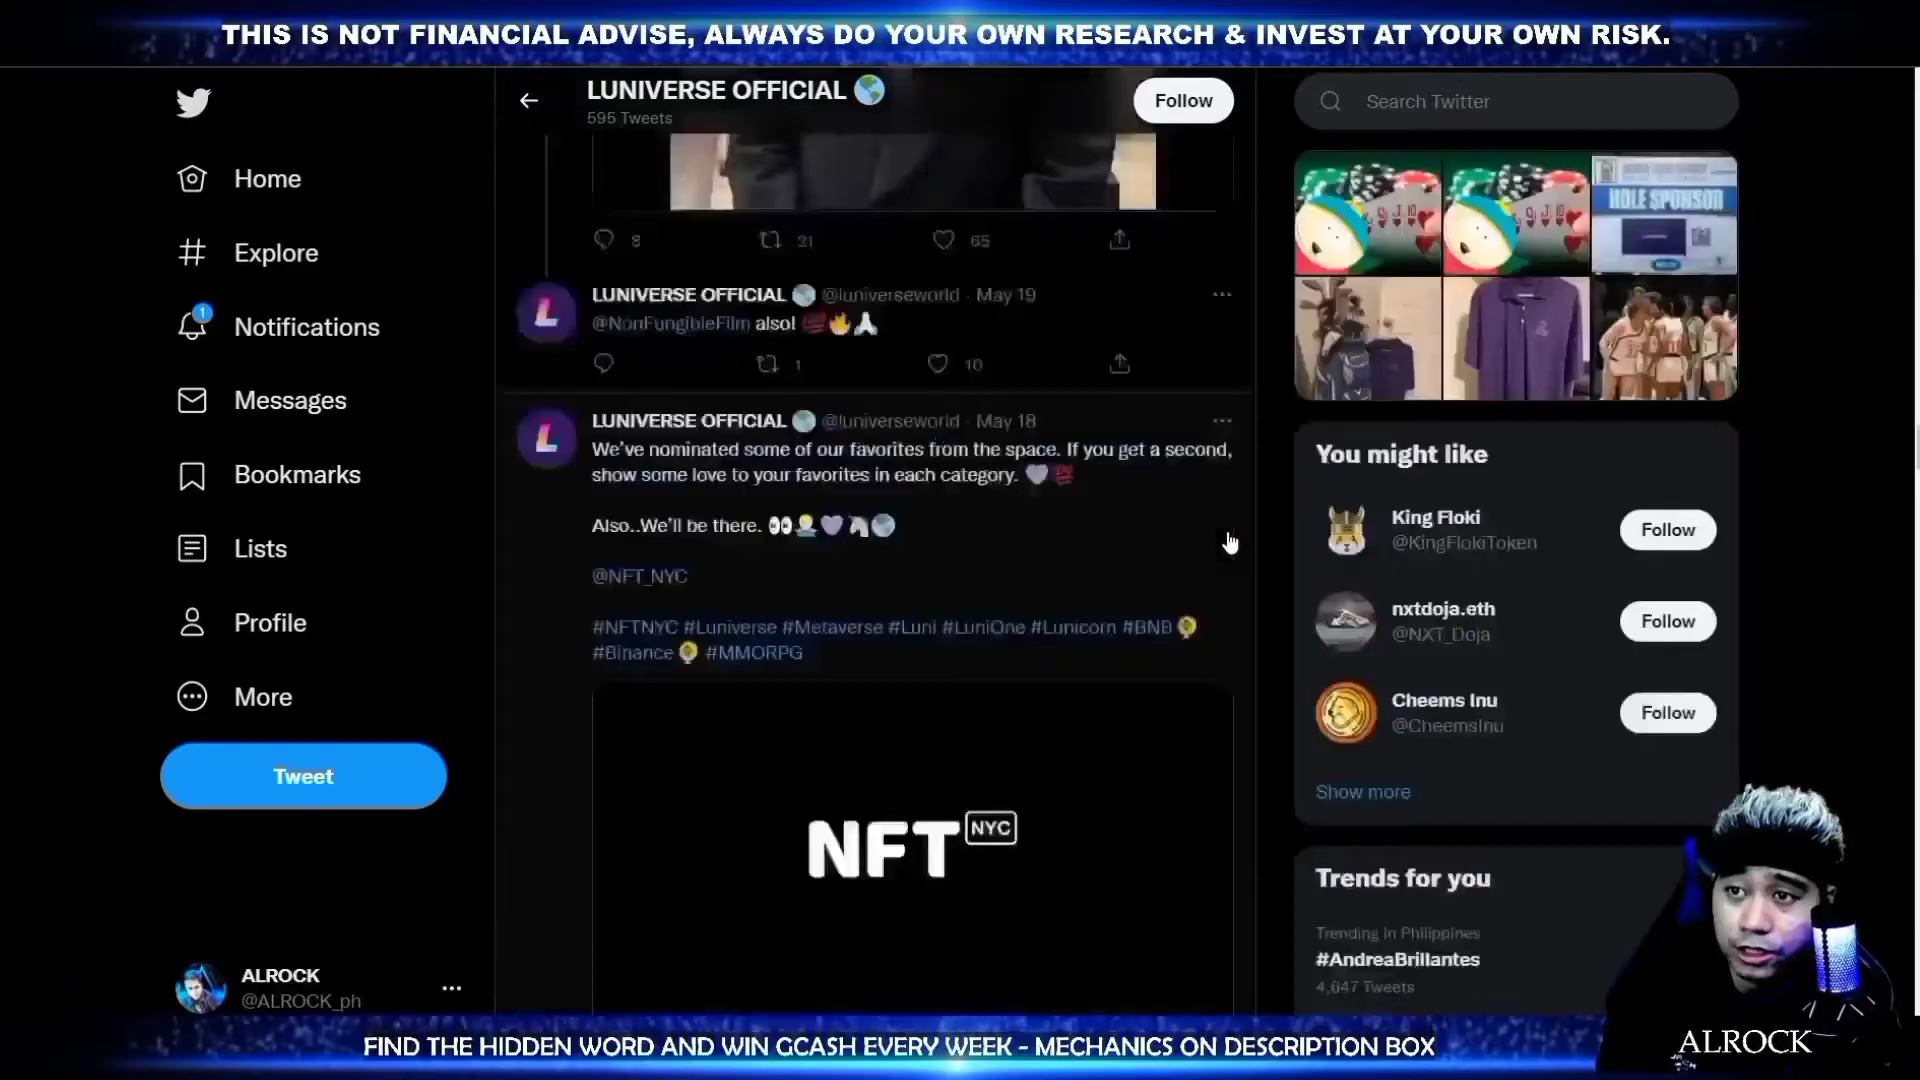 THIS IS NOT FINANCIAL ADVISE, ALWAYS DO YOUR OWN RESEARCH & INVEST AT YOUR OWN RISK.
LUNIVERSE OFFICIAL
595 Tweets
Follow
Search Twitter
Home
Explore
1
Notifications
Messages
Bookmarks
Lists
Profile
More
Tweet
ALROCK
@ALROCK_ph
8 21 65
LUNIVERSE OFFICIAL @luniverseworld · May 19
@NonFungibleFilm also! 💯🔥🙏
1 10
LUNIVERSE OFFICIAL @luniverseworld · May 18
We've nominated some of our favorites from the space. If you get a second,
show some love to your favorites in each category. 💜💯
Also..We'll be there.
@NFT_NYC
#NFTNYC #Luniverse #Metaverse #Luni #LuniOne #Lunicorn #BND
#Binance #MMORPG
NFT NYC
HOLE SPONSOR
You might like
King Floki
@KingFlokiToken
Follow
nxtdoja.eth
@NXT_Doja
Follow
Cheems Inu
@CheemsInu
Follow
Show more
Trends for you
Trending in Philippines
#AndreaBrillantes
4,647 Tweets
ALROCK
FIND THE HIDDEN WORD AND WIN GCASH EVERY WEEK - MECHANICS ON DESCRIPTION BOX